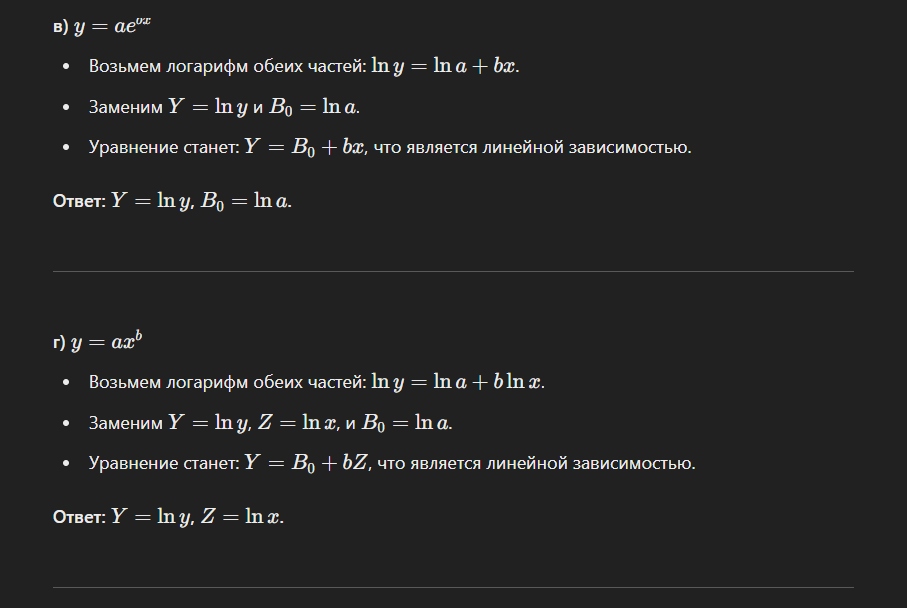 в) y = ae^{bx}
• Возьмем логарифм обеих частей: ln y = ln a + bx.
• Заменим Y = ln y и B₀ = ln a.
• Уравнение станет: Y = B₀ + bx, что является линейной зависимостью.
Ответ: Y = ln y, B₀ = ln a.
г) y = ax^b
• Возьмем логарифм обеих частей: ln y = ln a + b ln x.
• Заменим Y = ln y, Z = ln x, и B₀ = ln a.
• Уравнение станет: Y = B₀ + bZ, что является линейной зависимостью.
Ответ: Y = ln y, Z = ln x.